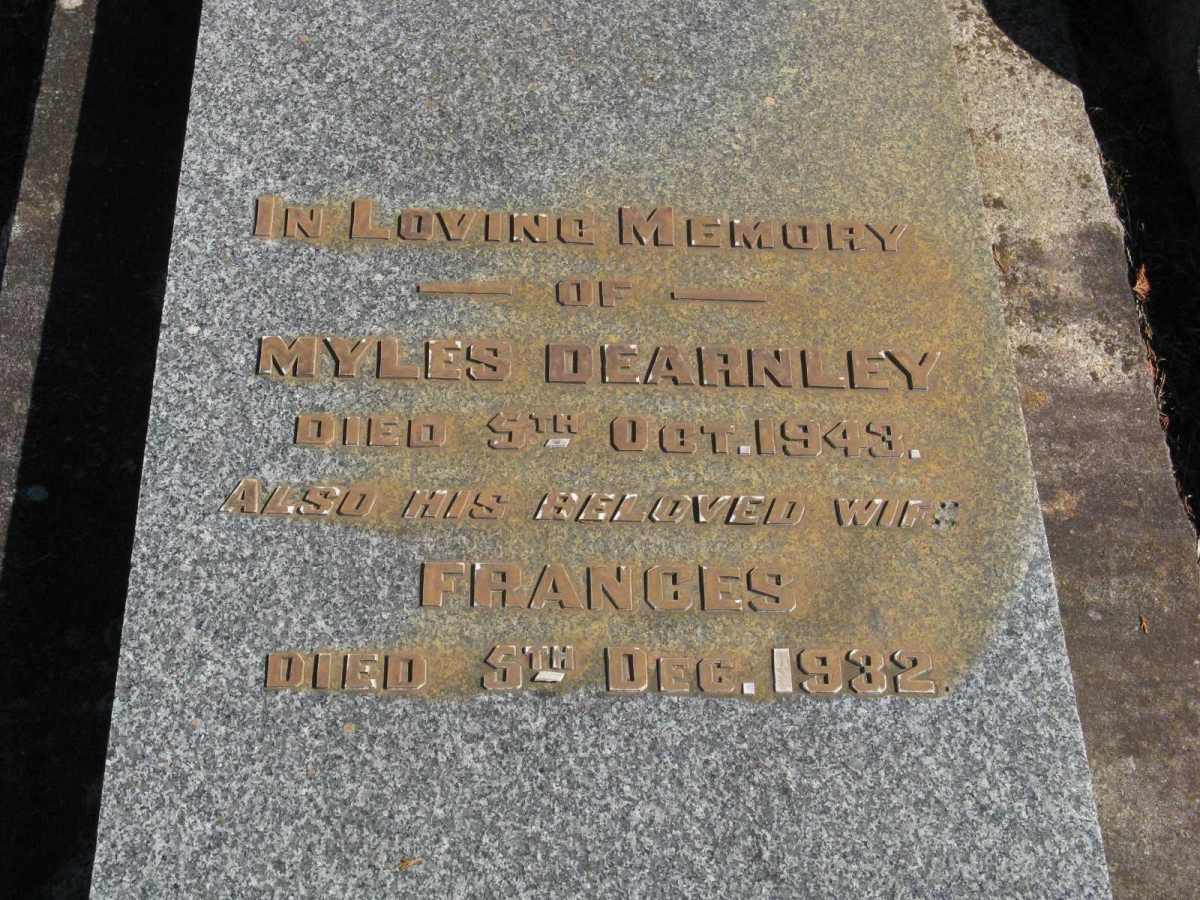 In Loving Memory
— OF —
MYLES DEARNLEY
DIED 5TH OCT. 1943.
ALSO HIS BELOVED WIFE
FRANCES
DIED 5TH DEC. 1932.